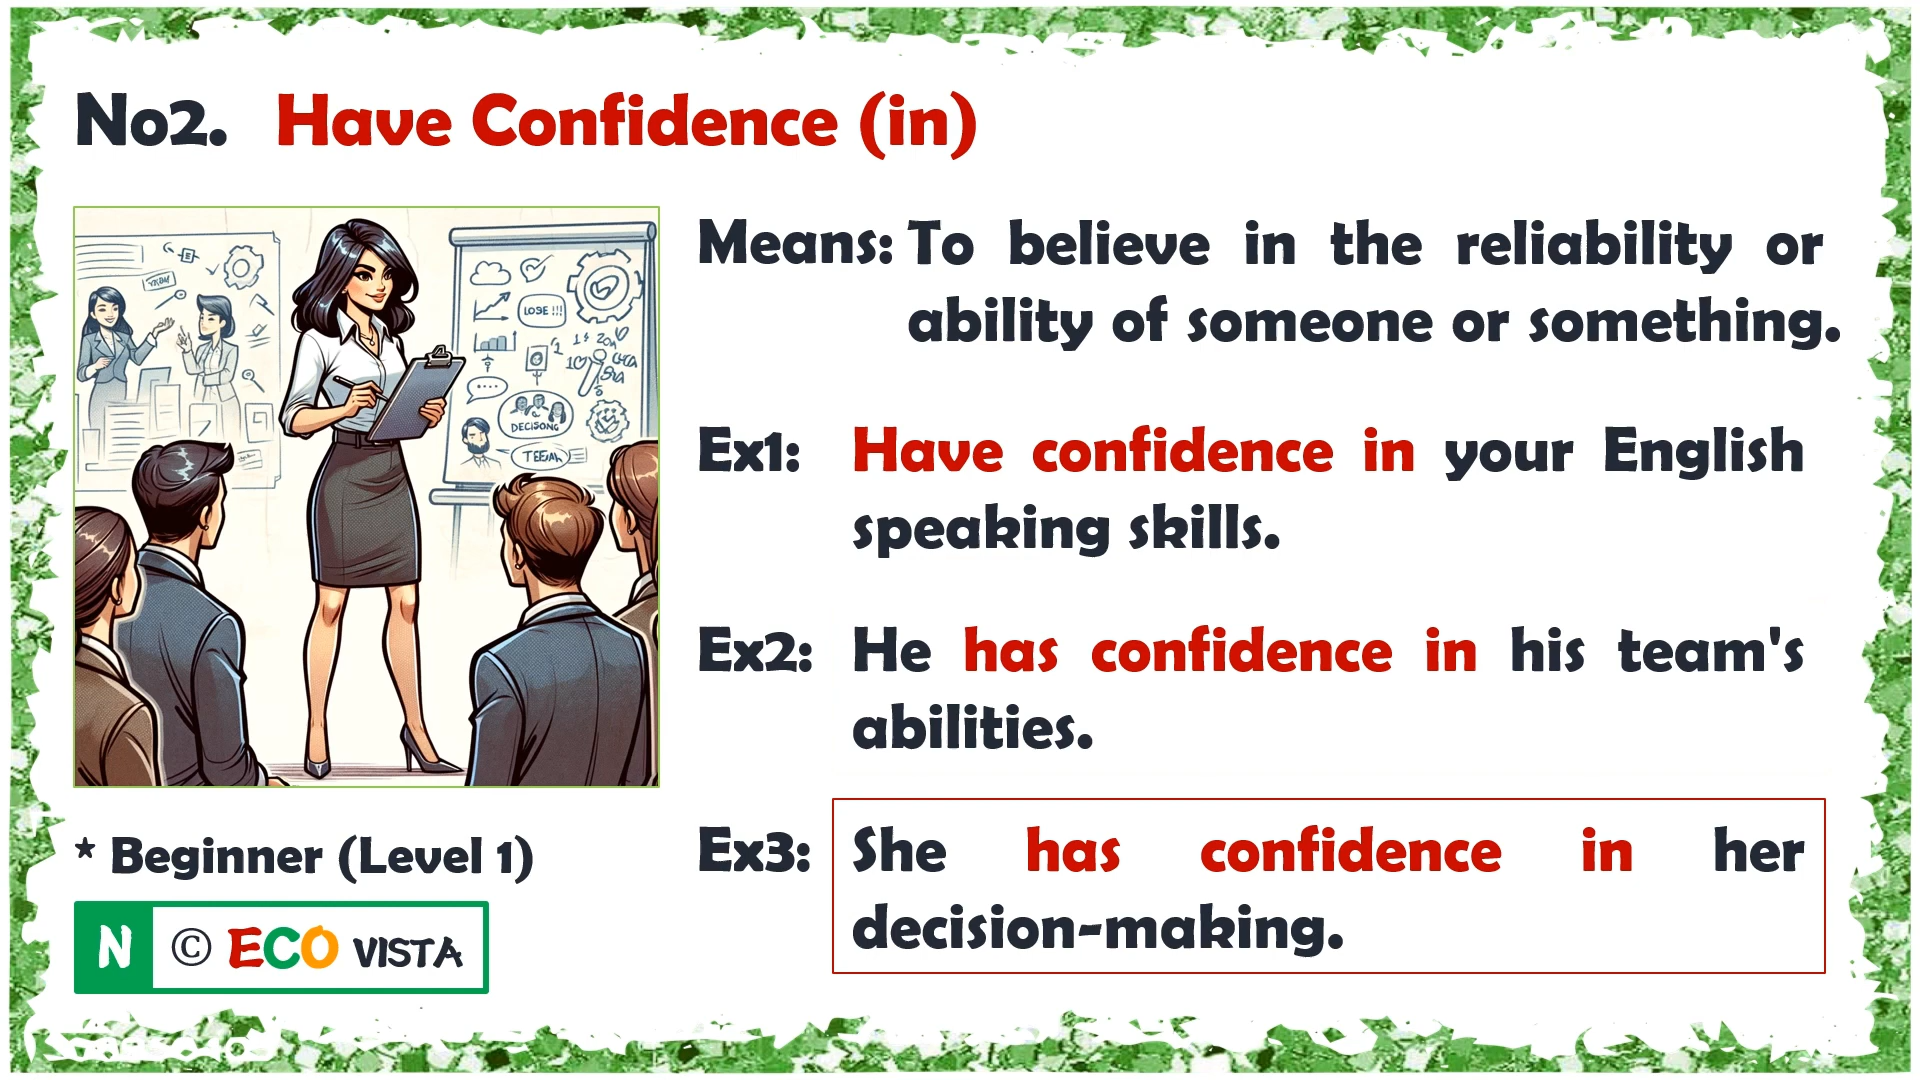 No2. Have Confidence (in)
Means: To believe in the reliability or
ability of someone or something.
Ex1: Have confidence in your English
speaking skills.
Ex2: He has confidence in his team's
abilities.
Ex3: She has confidence in her
decision-making.
LOSE !!!
DECISONG
* Beginner (Level 1)
N © ECO VISTA